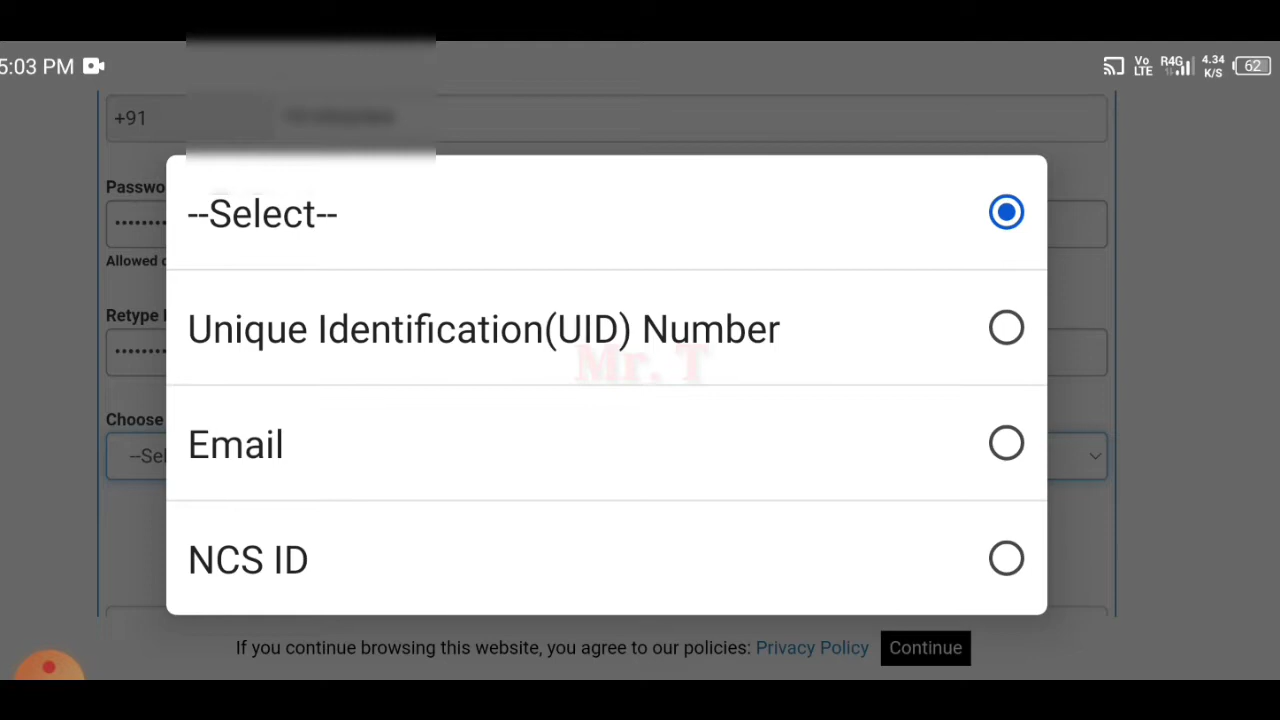 5:03 PM
Vo LTE R4G 4.34 K/S 62
+91
Passwo
Allowed
Retype
Choose
--Sel
--Select--
Unique Identification(UID) Number
Mr. T
Email
NCS ID
If you continue browsing this website, you agree to our policies: Privacy Policy Continue